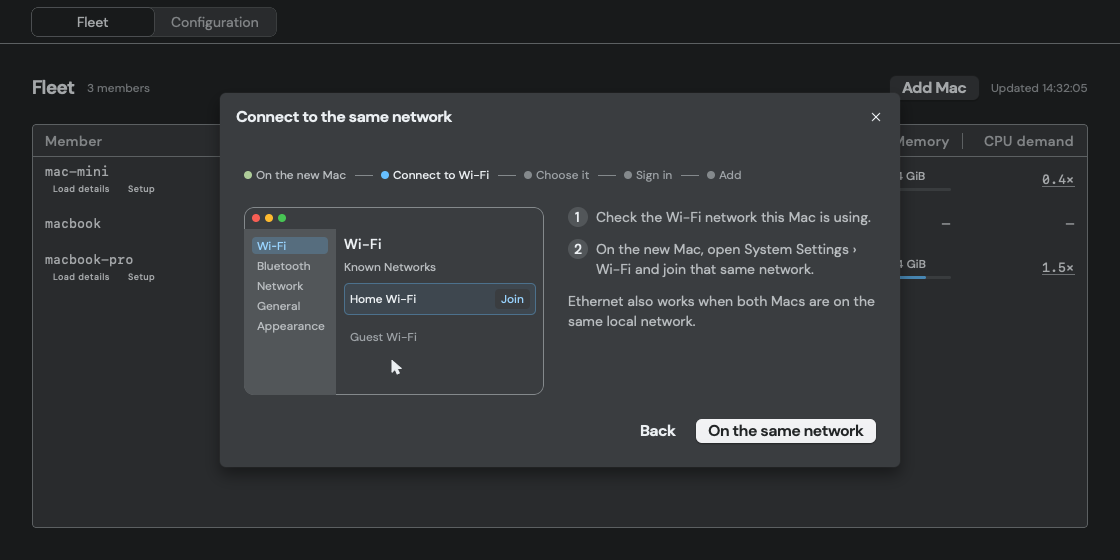 Fleet
Configuration
Fleet
3 members
Add Mac
Updated 14:32:05
Member
Memory
CPU demand
mac-mini
Load details
Setup
GiB
0.4×
macbook
—
—
macbook-pro
Load details
Setup
GiB
1.5×
Connect to the same network
×
On the new Mac
Connect to Wi-Fi
Choose it
Sign in
Add
Wi-Fi
Bluetooth
Network
General
Appearance
Wi-Fi
Known Networks
Home Wi-Fi
Join
Guest Wi-Fi
1 Check the Wi-Fi network this Mac is using.
2 On the new Mac, open System Settings ›
Wi-Fi and join that same network.
Ethernet also works when both Macs are on the
same local network.
Back
On the same network